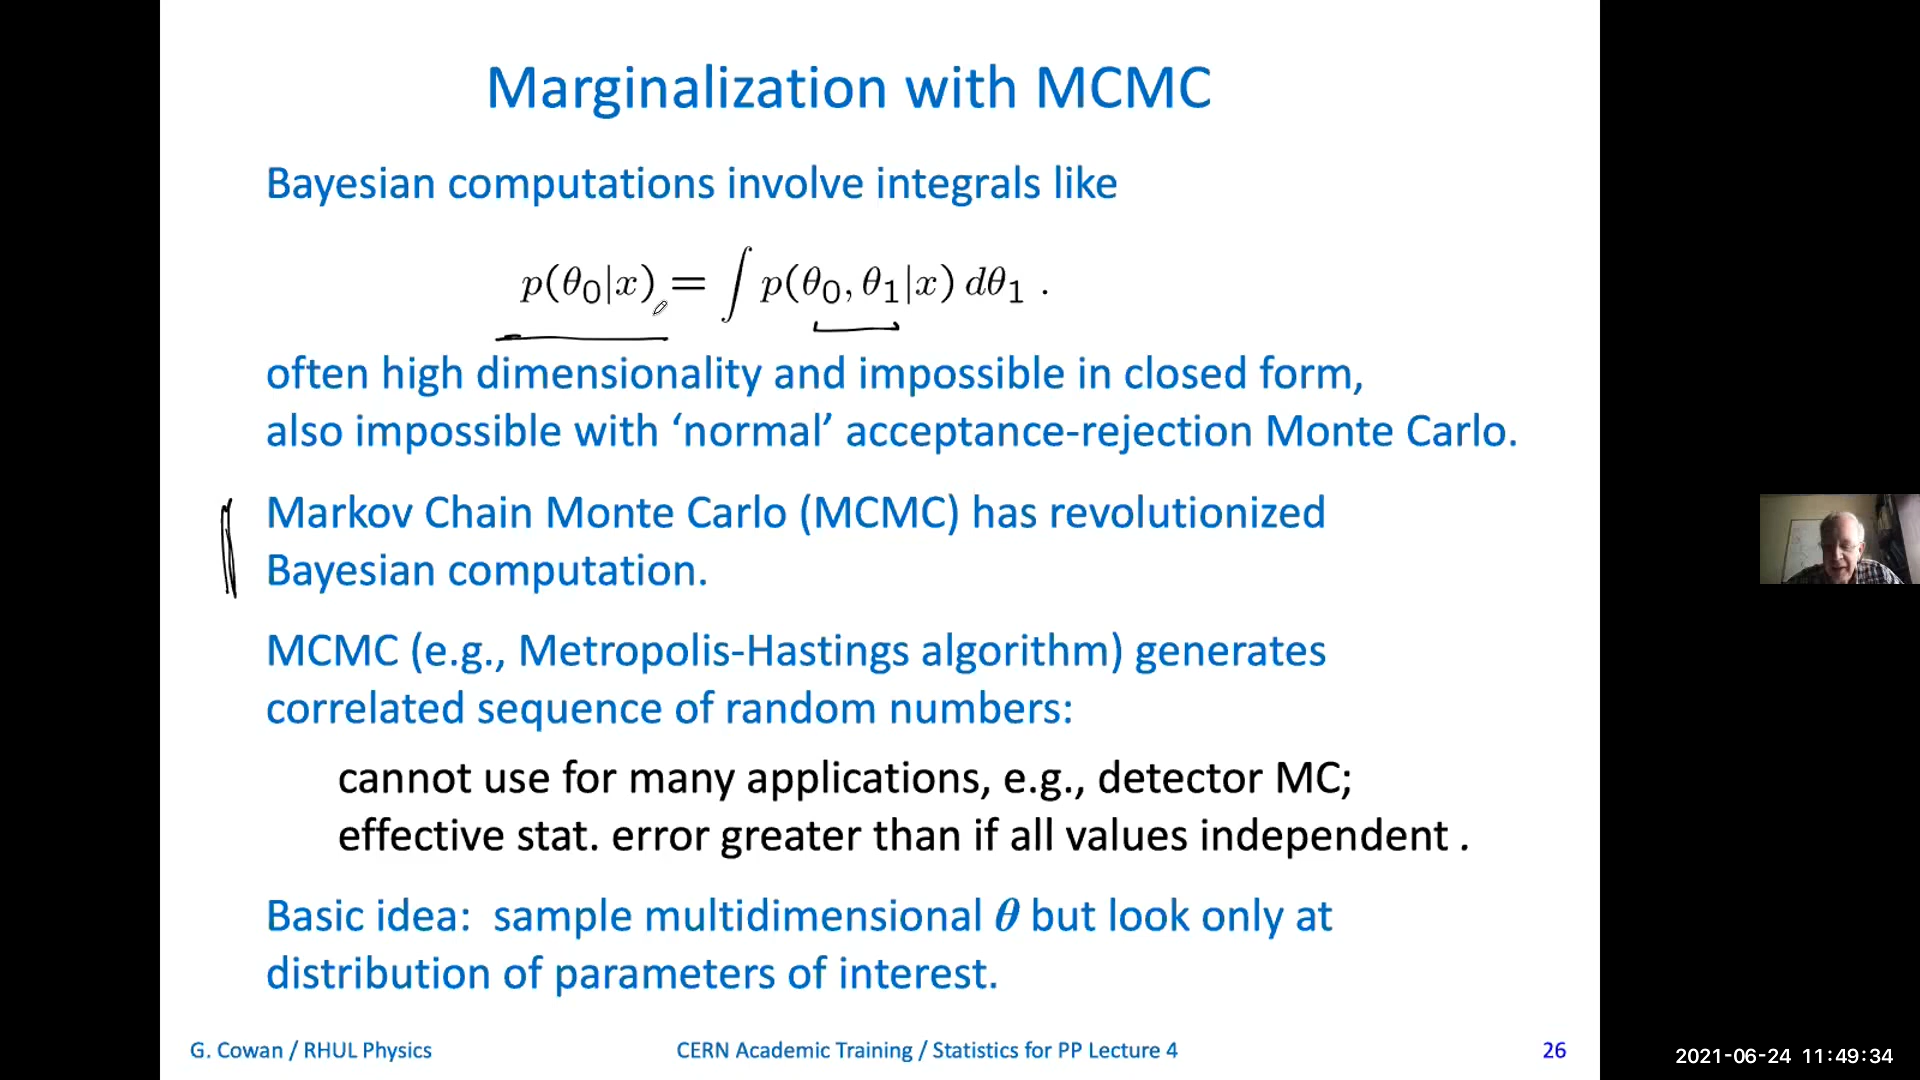 Marginalization with MCMC
Bayesian computations involve integrals like
p(θ₀|x) = ∫ p(θ₀, θ₁|x) dθ₁ .
often high dimensionality and impossible in closed form,
also impossible with ‘normal’ acceptance-rejection Monte Carlo.
Markov Chain Monte Carlo (MCMC) has revolutionized
Bayesian computation.
MCMC (e.g., Metropolis-Hastings algorithm) generates
correlated sequence of random numbers:
cannot use for many applications, e.g., detector MC;
effective stat. error greater than if all values independent .
Basic idea: sample multidimensional θ but look only at
distribution of parameters of interest.
G. Cowan / RHUL Physics
CERN Academic Training / Statistics for PP Lecture 4
26
2021-06-24 11:49:34